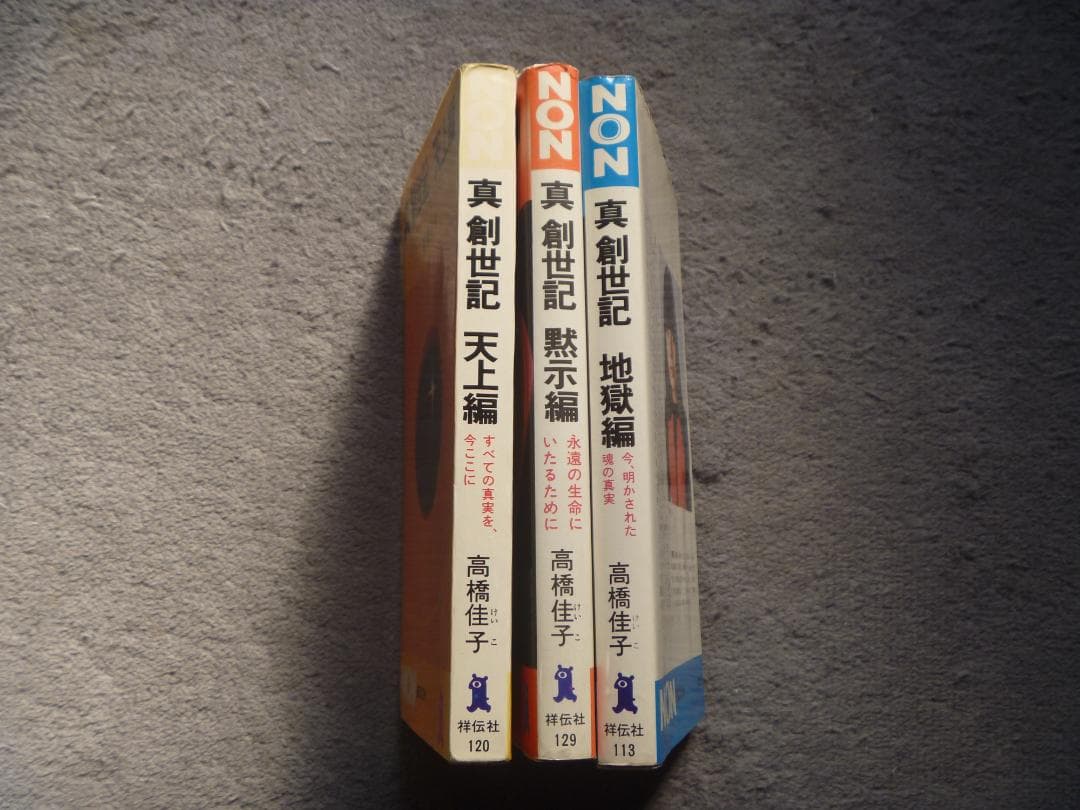 NON
真 創世記 天上編
すべての真実を、
今ここに
高橋佳子
けいこ
祥伝社
120
NON
真 創世記 黙示編
永遠の生命に
いたるために
高橋佳子
けいこ
祥伝社
129
NON
真 創世記 地獄編
今、明かされた
魂の真実
高橋佳子
けいこ
祥伝社
113
NON